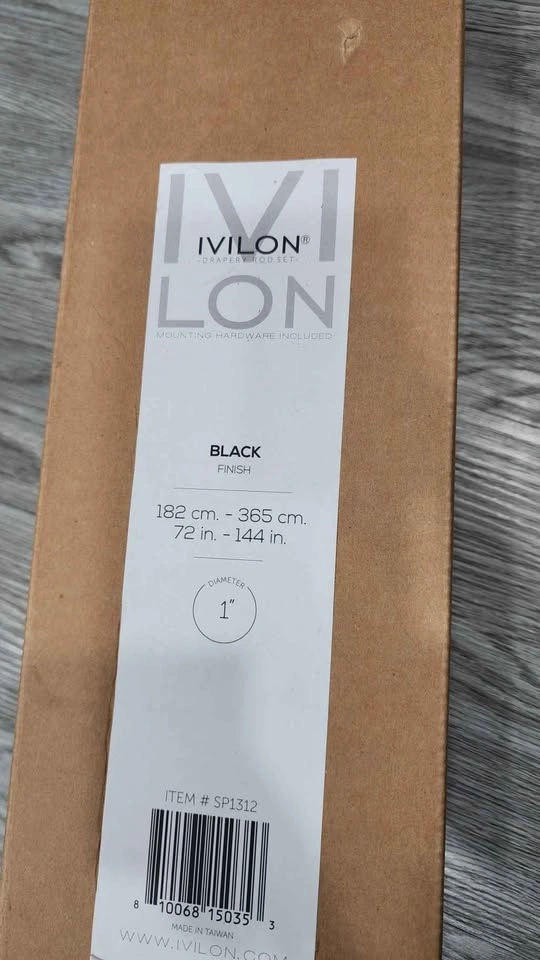 IVI
IVILON®
-DRAPERY ROD SET-
LON
MOUNTING HARDWARE INCLUDED
BLACK
FINISH
182 cm. - 365 cm.
72 in. - 144 in.
DIAMETER
1"
ITEM # SP1312
8 10068 15035 3
MADE IN TAIWAN
WWW.IVILON.COM